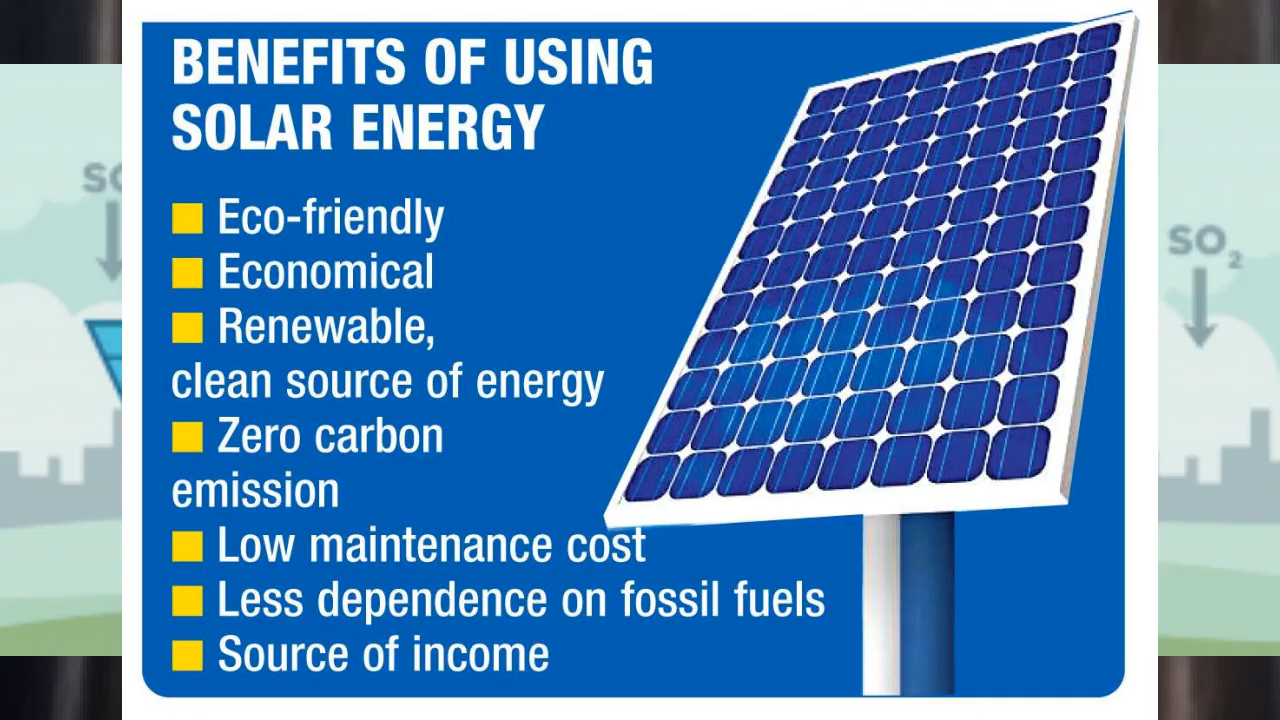 BENEFITS OF USING
SOLAR ENERGY
Eco-friendly
Economical
Renewable,
clean source of energy
Zero carbon
emission
Low maintenance cost
Less dependence on fossil fuels
Source of income
SO₂